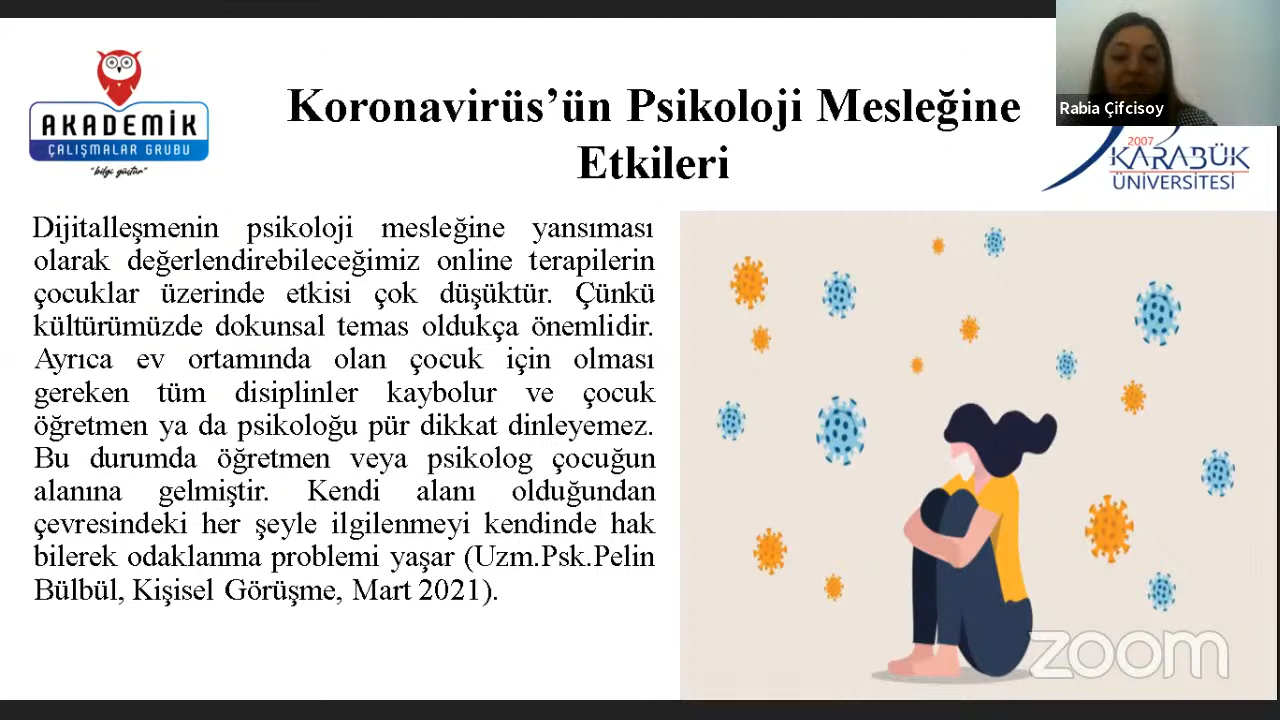 AKADEMİK
ÇALIŞMALAR GRUBU
"bilgi güçtür"
Koronavirüs'ün Psikoloji Mesleğine
Etkileri
Rabia Çifcisoy
2007
KARABÜK
ÜNİVERSİTESİ
Dijitalleşmenin psikoloji mesleğine yansıması
olarak değerlendirebileceğimiz online terapilerin
çocuklar üzerinde etkisi çok düşüktür. Çünkü
kültürümüzde dokunsal temas oldukça önemlidir.
Ayrıca ev ortamında olan çocuk için olması
gereken tüm disiplinler kaybolur ve çocuk
öğretmen ya da psikoloğu pür dikkat dinleyemez.
Bu durumda öğretmen veya psikolog çocuğun
alanına gelmiştir. Kendi alanı olduğundan
çevresindeki her şeyle ilgilenmeyi kendinde hak
bilerek odaklanma problemi yaşar (Uzm.Psk.Pelin
Bülbül, Kişisel Görüşme, Mart 2021).
zoom